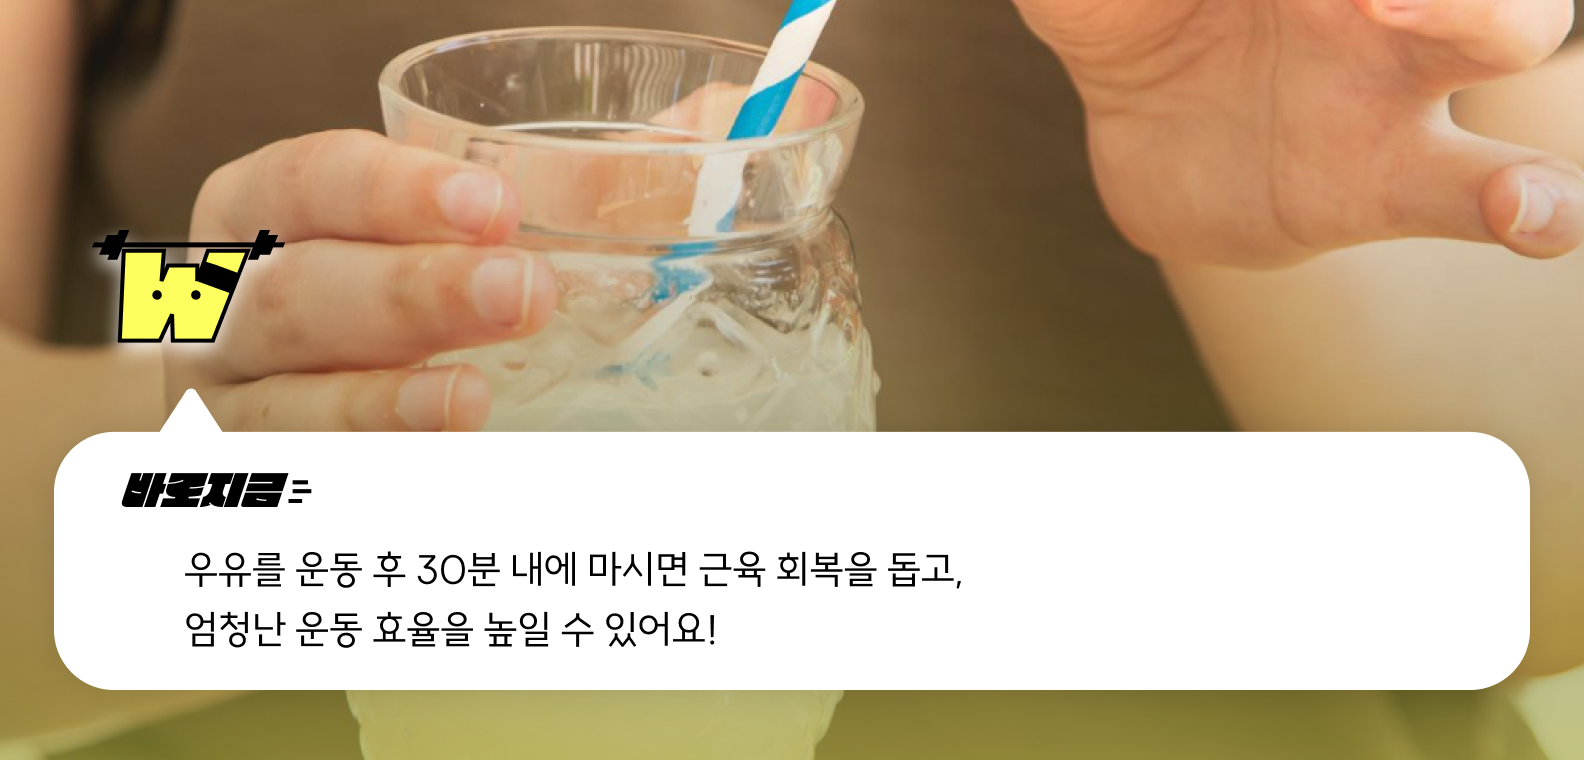 W
바로지금
우유를 운동 후 30분 내에 마시면 근육 회복을 돕고,
엄청난 운동 효율을 높일 수 있어요!